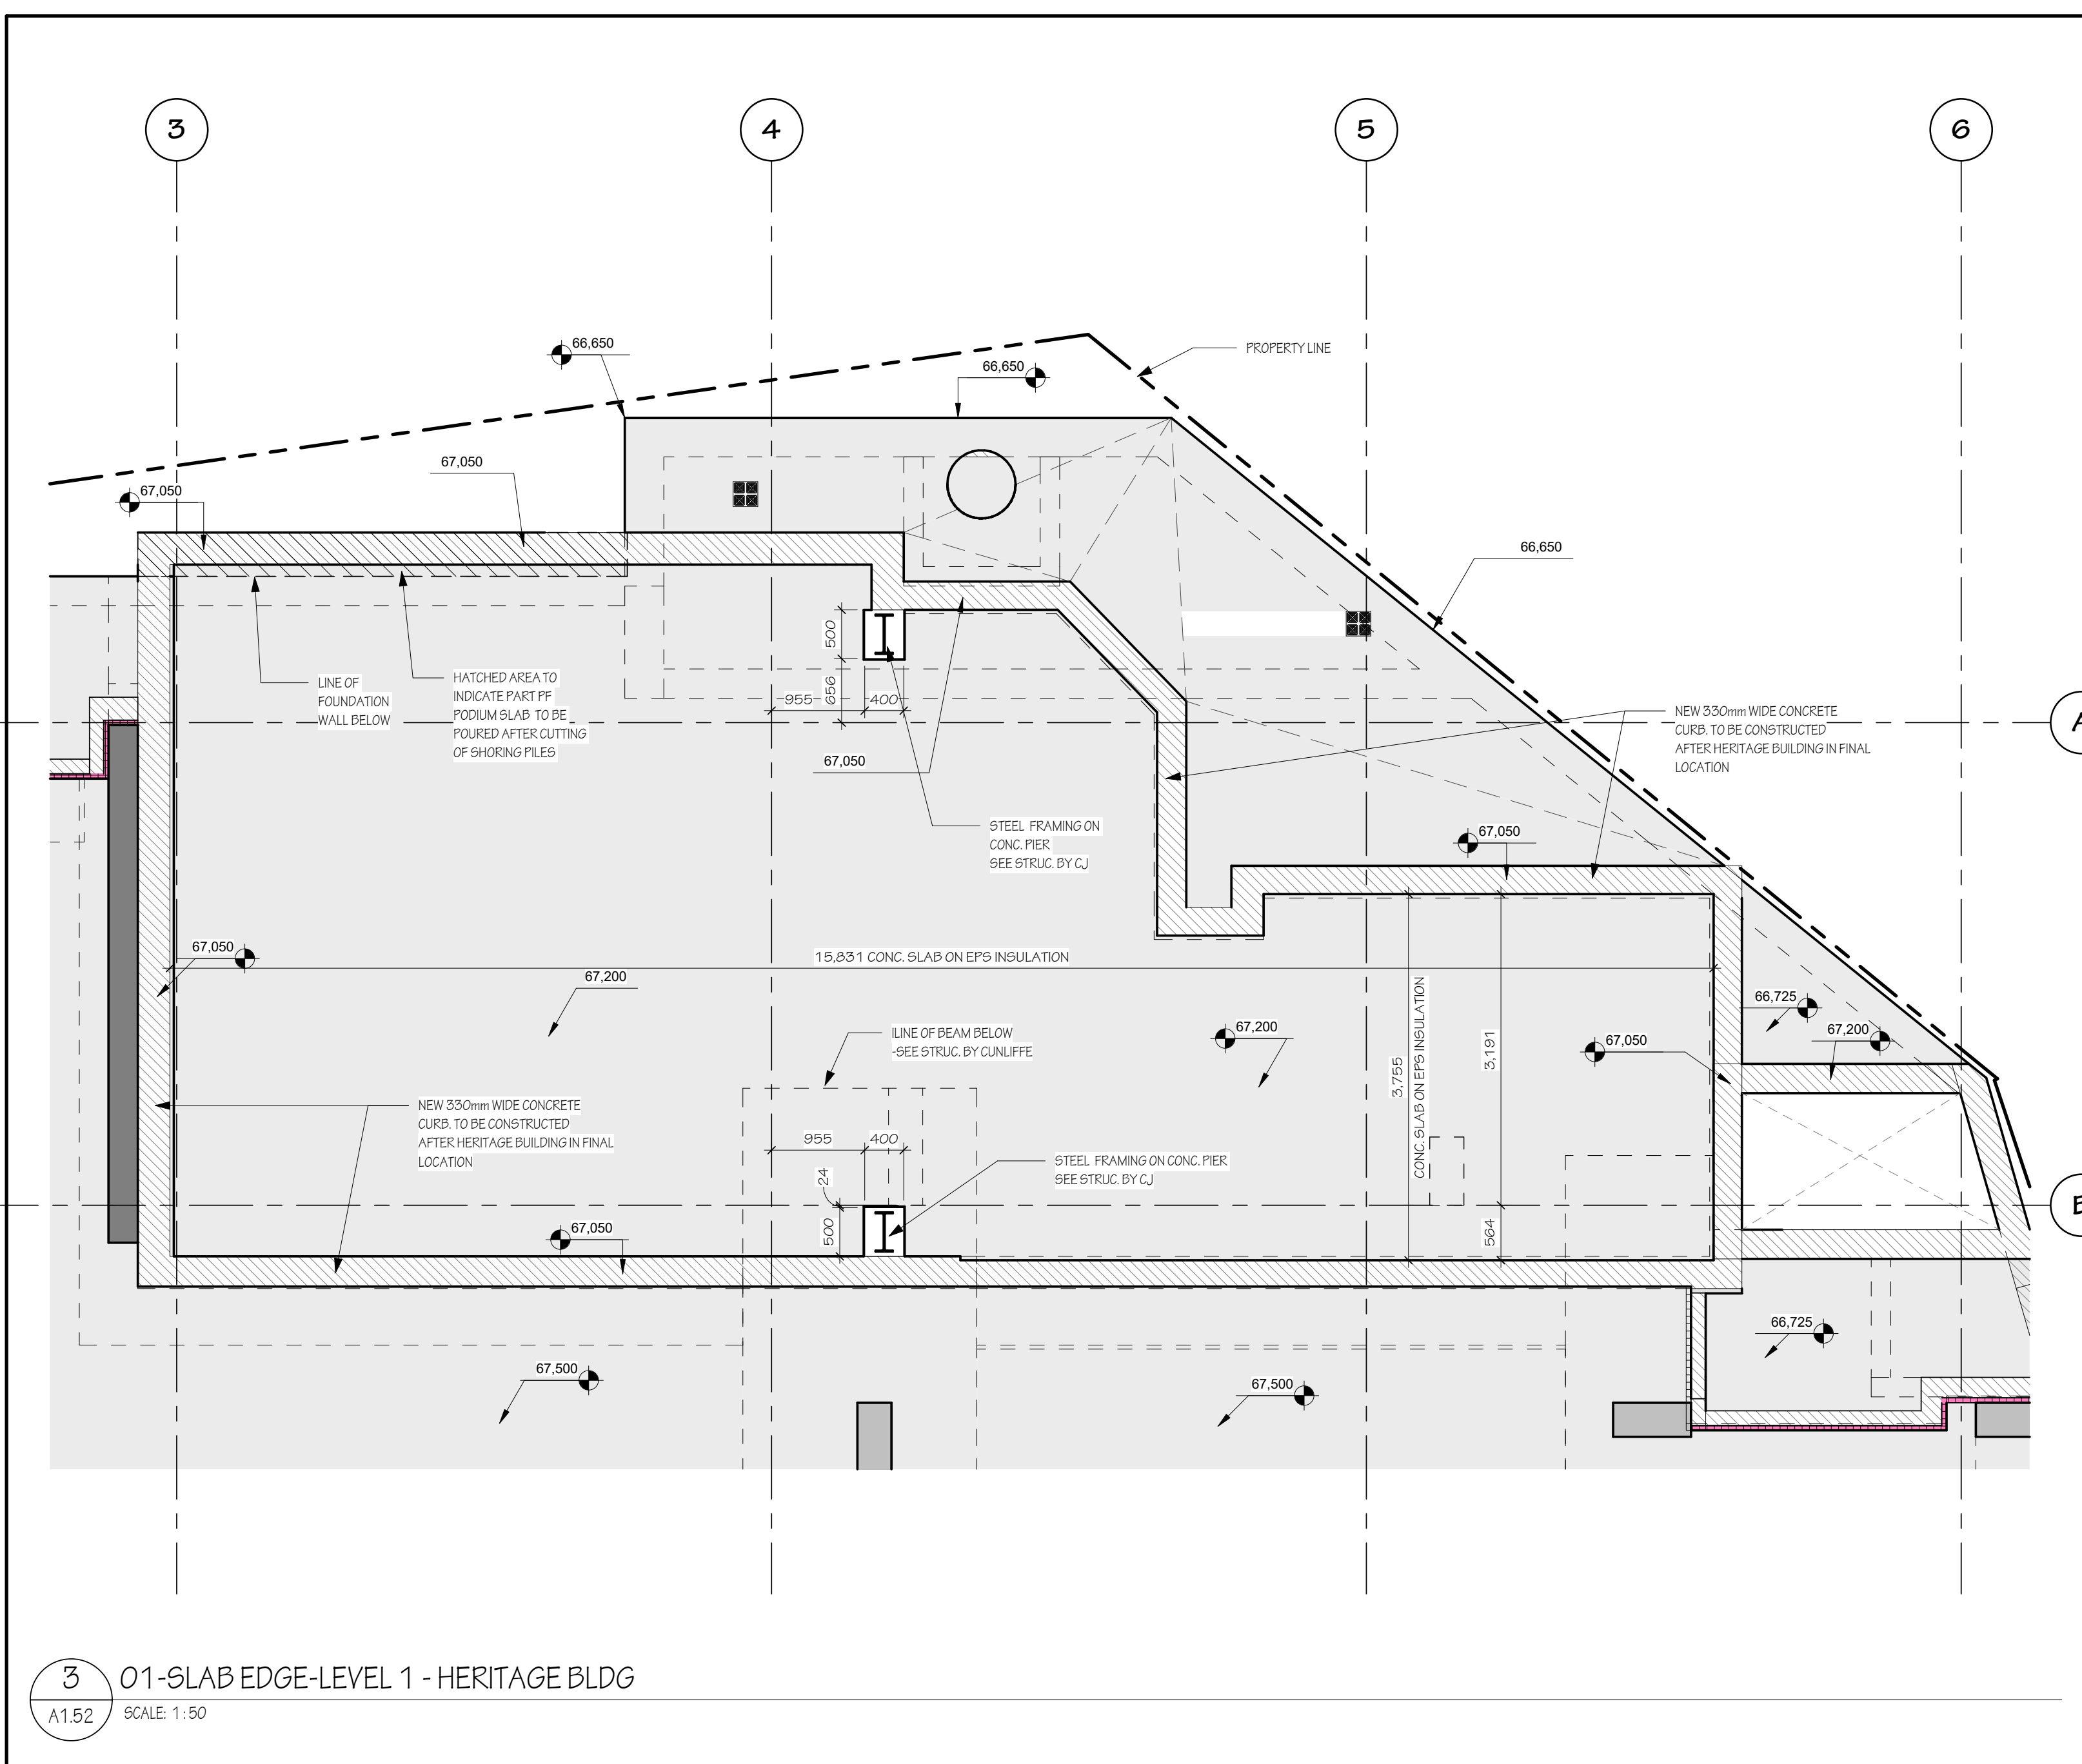 3
4
5
6
66,650
PROPERTY LINE
66,650
67,050
67,050
66,650
500
656
955
400
LINE OF
FOUNDATION
WALL BELOW
HATCHED AREA TO
INDICATE PART PF
PODIUM SLAB TO BE
POURED AFTER CUTTING
OF SHORING PILES
NEW 330mm WIDE CONCRETE
CURB. TO BE CONSTRUCTED
AFTER HERITAGE BUILDING IN FINAL
LOCATION
A
67,050
STEEL FRAMING ON
CONC. PIER
SEE STRUC. BY CJ
67,050
67,050
15,831 CONC. SLAB ON EPS INSULATION
67,200
66,725
67,200
67,200
67,050
ILINE OF BEAM BELOW
-SEE STRUC. BY CUNLIFFE
3,755
CONC. SLAB ON EPS INSULATION
3,191
NEW 330mm WIDE CONCRETE
CURB. TO BE CONSTRUCTED
AFTER HERITAGE BUILDING IN FINAL
LOCATION
955
400
STEEL FRAMING ON CONC. PIER
SEE STRUC. BY CJ
24
500
564
67,050
66,725
67,500
67,500
3
A1.52
01-SLAB EDGE-LEVEL 1 - HERITAGE BLDG
SCALE: 1:50